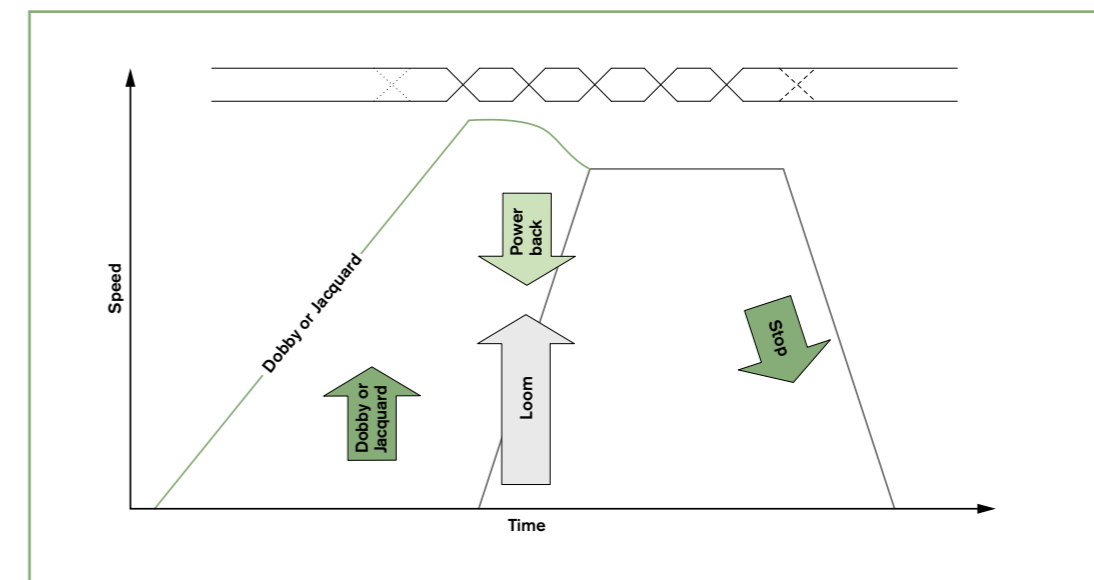 Speed
Dobby or Jacquard
Dobby or
Jacquard
Power
back
Loom
Stop
Time